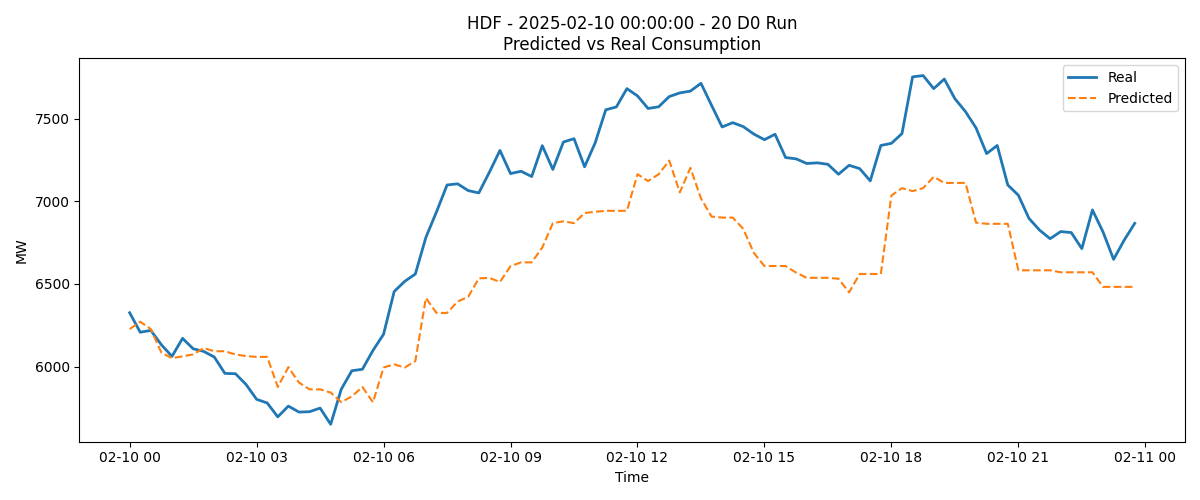 HDF - 2025-02-10 00:00:00 - 20 D0 Run
Predicted vs Real Consumption
Real
Predicted
MW
7500
7000
6500
6000
02-10 00
02-10 03
02-10 06
02-10 09
02-10 12
02-10 15
02-10 18
02-10 21
02-11 00
Time